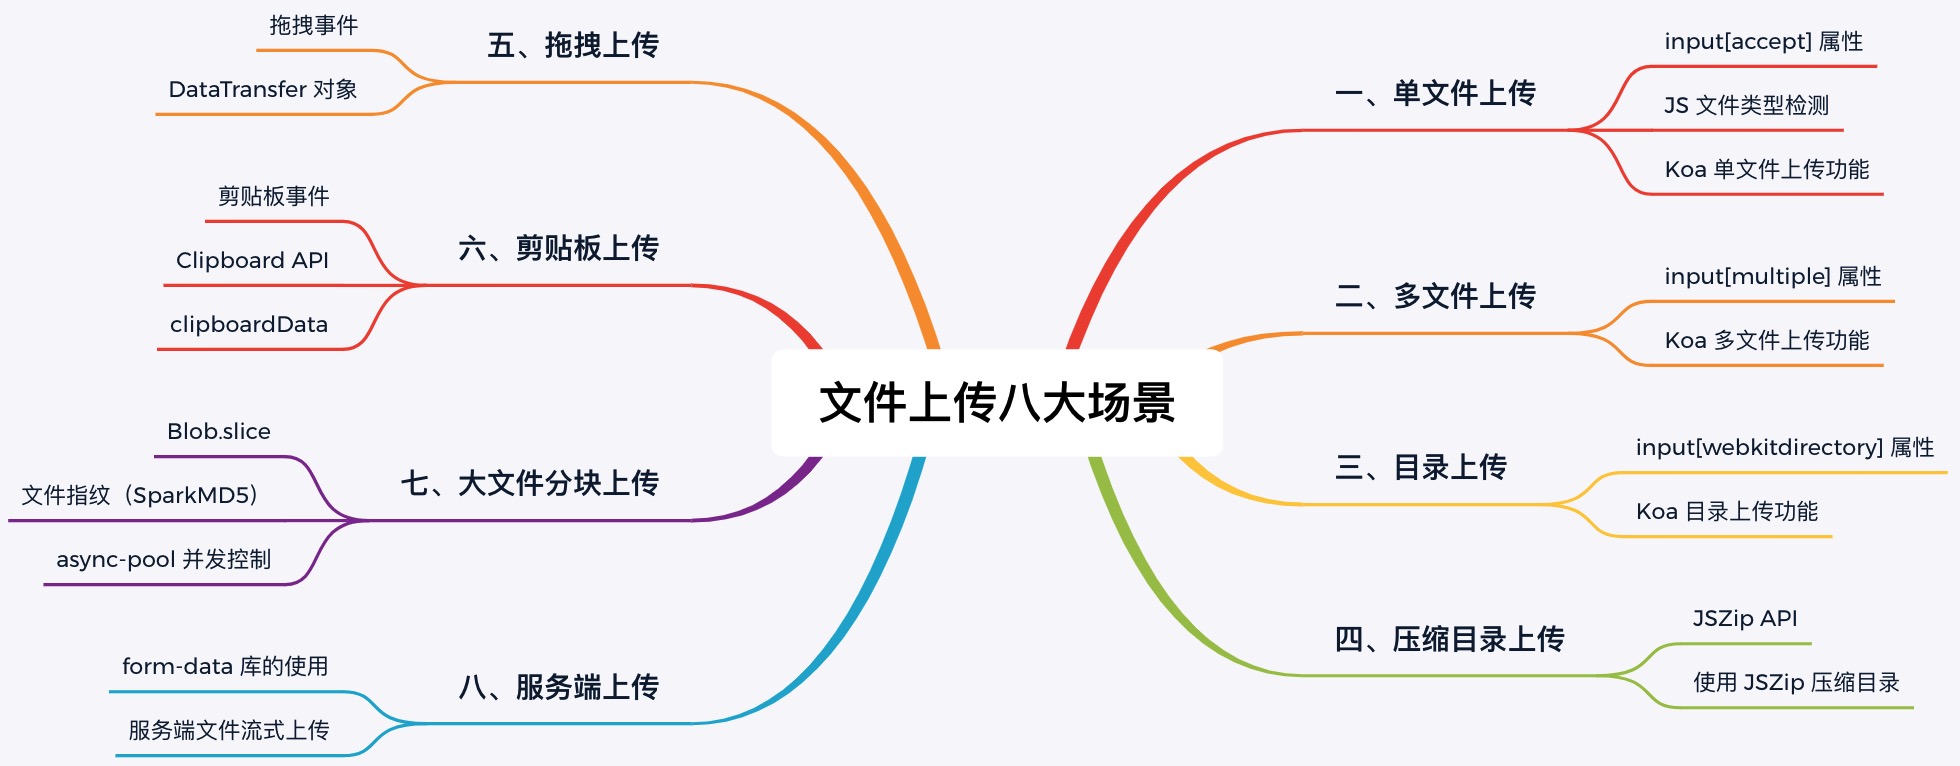 文件上传八大场景
一、单文件上传
input[accept] 属性
JS 文件类型检测
Koa 单文件上传功能
二、多文件上传
input[multiple] 属性
Koa 多文件上传功能
三、目录上传
input[webkitdirectory] 属性
Koa 目录上传功能
四、压缩目录上传
JSZip API
使用 JSZip 压缩目录
五、拖拽上传
拖拽事件
DataTransfer 对象
六、剪贴板上传
剪贴板事件
Clipboard API
clipboardData
七、大文件分块上传
Blob.slice
文件指纹（SparkMD5）
async-pool 并发控制
八、服务端上传
form-data 库的使用
服务端文件流式上传